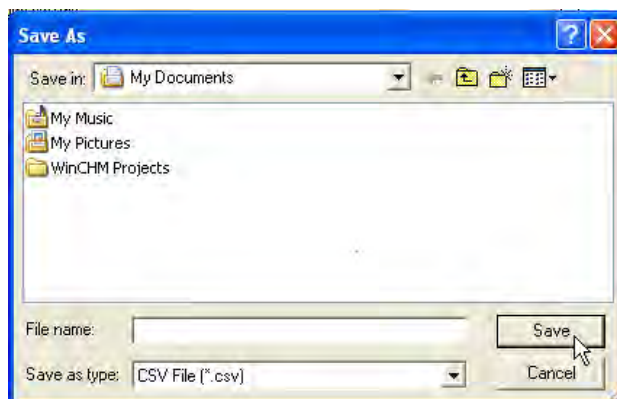 Save As
Save in: My Documents
My Music
My Pictures
WinCHM Projects
File name:
Save
Save as type: CSV File (*.csv)
Cancel